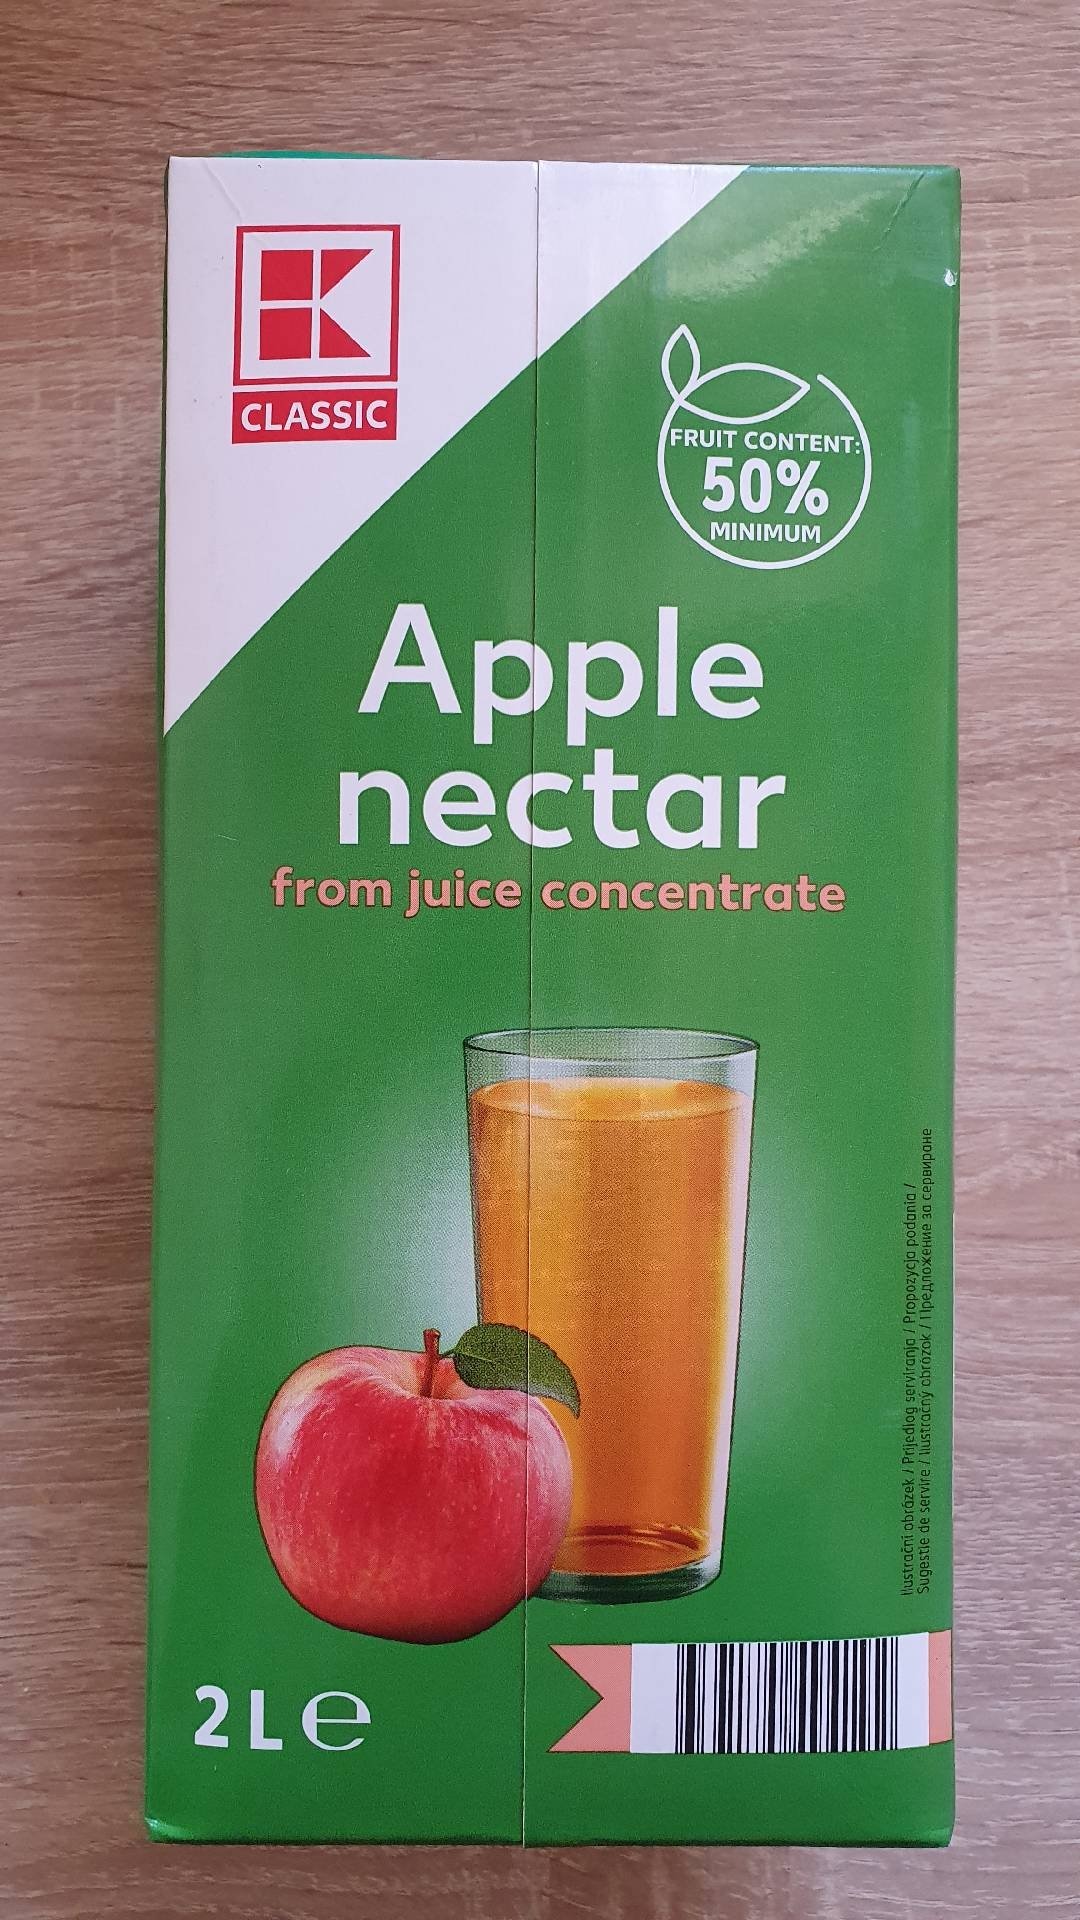 K
CLASSIC
FRUIT CONTENT:
50%
MINIMUM
Apple
nectar
from juice concentrate
Ilustrační obrázek / Prijedlog serviranja / Propozycja podania /
Sugestie de servire / Ilustračný obrázok / Предложение за сервиране
2 L e